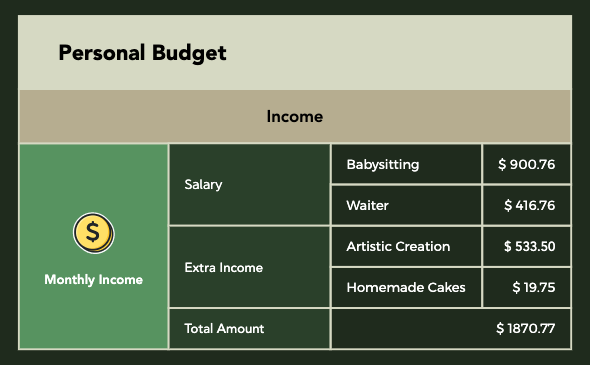 Personal Budget
Income
$
Monthly Income
Salary
Babysitting $ 900.76
Waiter $ 416.76
Extra Income
Artistic Creation $ 533.50
Homemade Cakes $ 19.75
Total Amount $ 1870.77